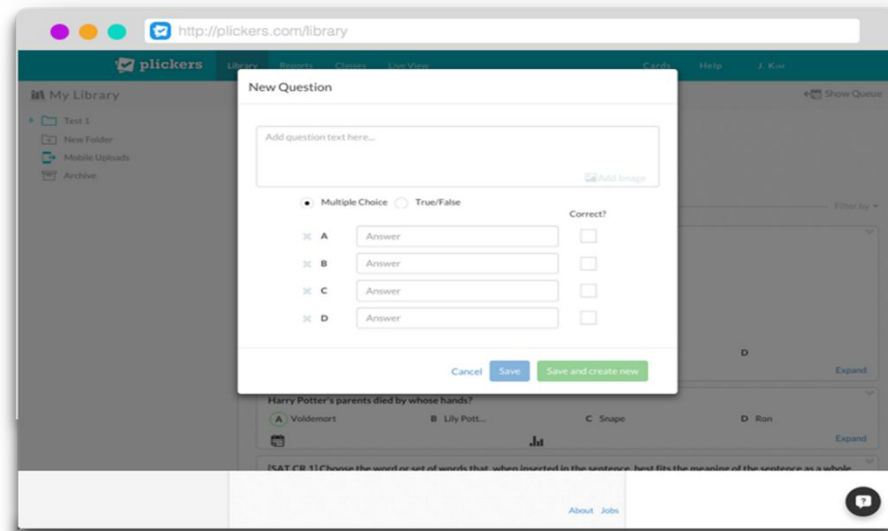 http://plickers.com/library
plickers Library Reports Classes Live View Cards Help J. Kim
My Library
Show Queue
Test 1
New Folder
Mobile Uploads
Archive
Filter by
New Question
Add question text here...
Add Image
Multiple Choice True/False
Correct?
A Answer
B Answer
C Answer
D Answer
D
Expand
Cancel Save Save and create new
Harry Potter's parents died by whose hands?
A Voldemort B Lily Pott... C Snape D Ron
Expand
[SAT CR 1] Choose the word or set of words that, when inserted in the sentence, best fits the meaning of the sentence as a whole
About Jobs